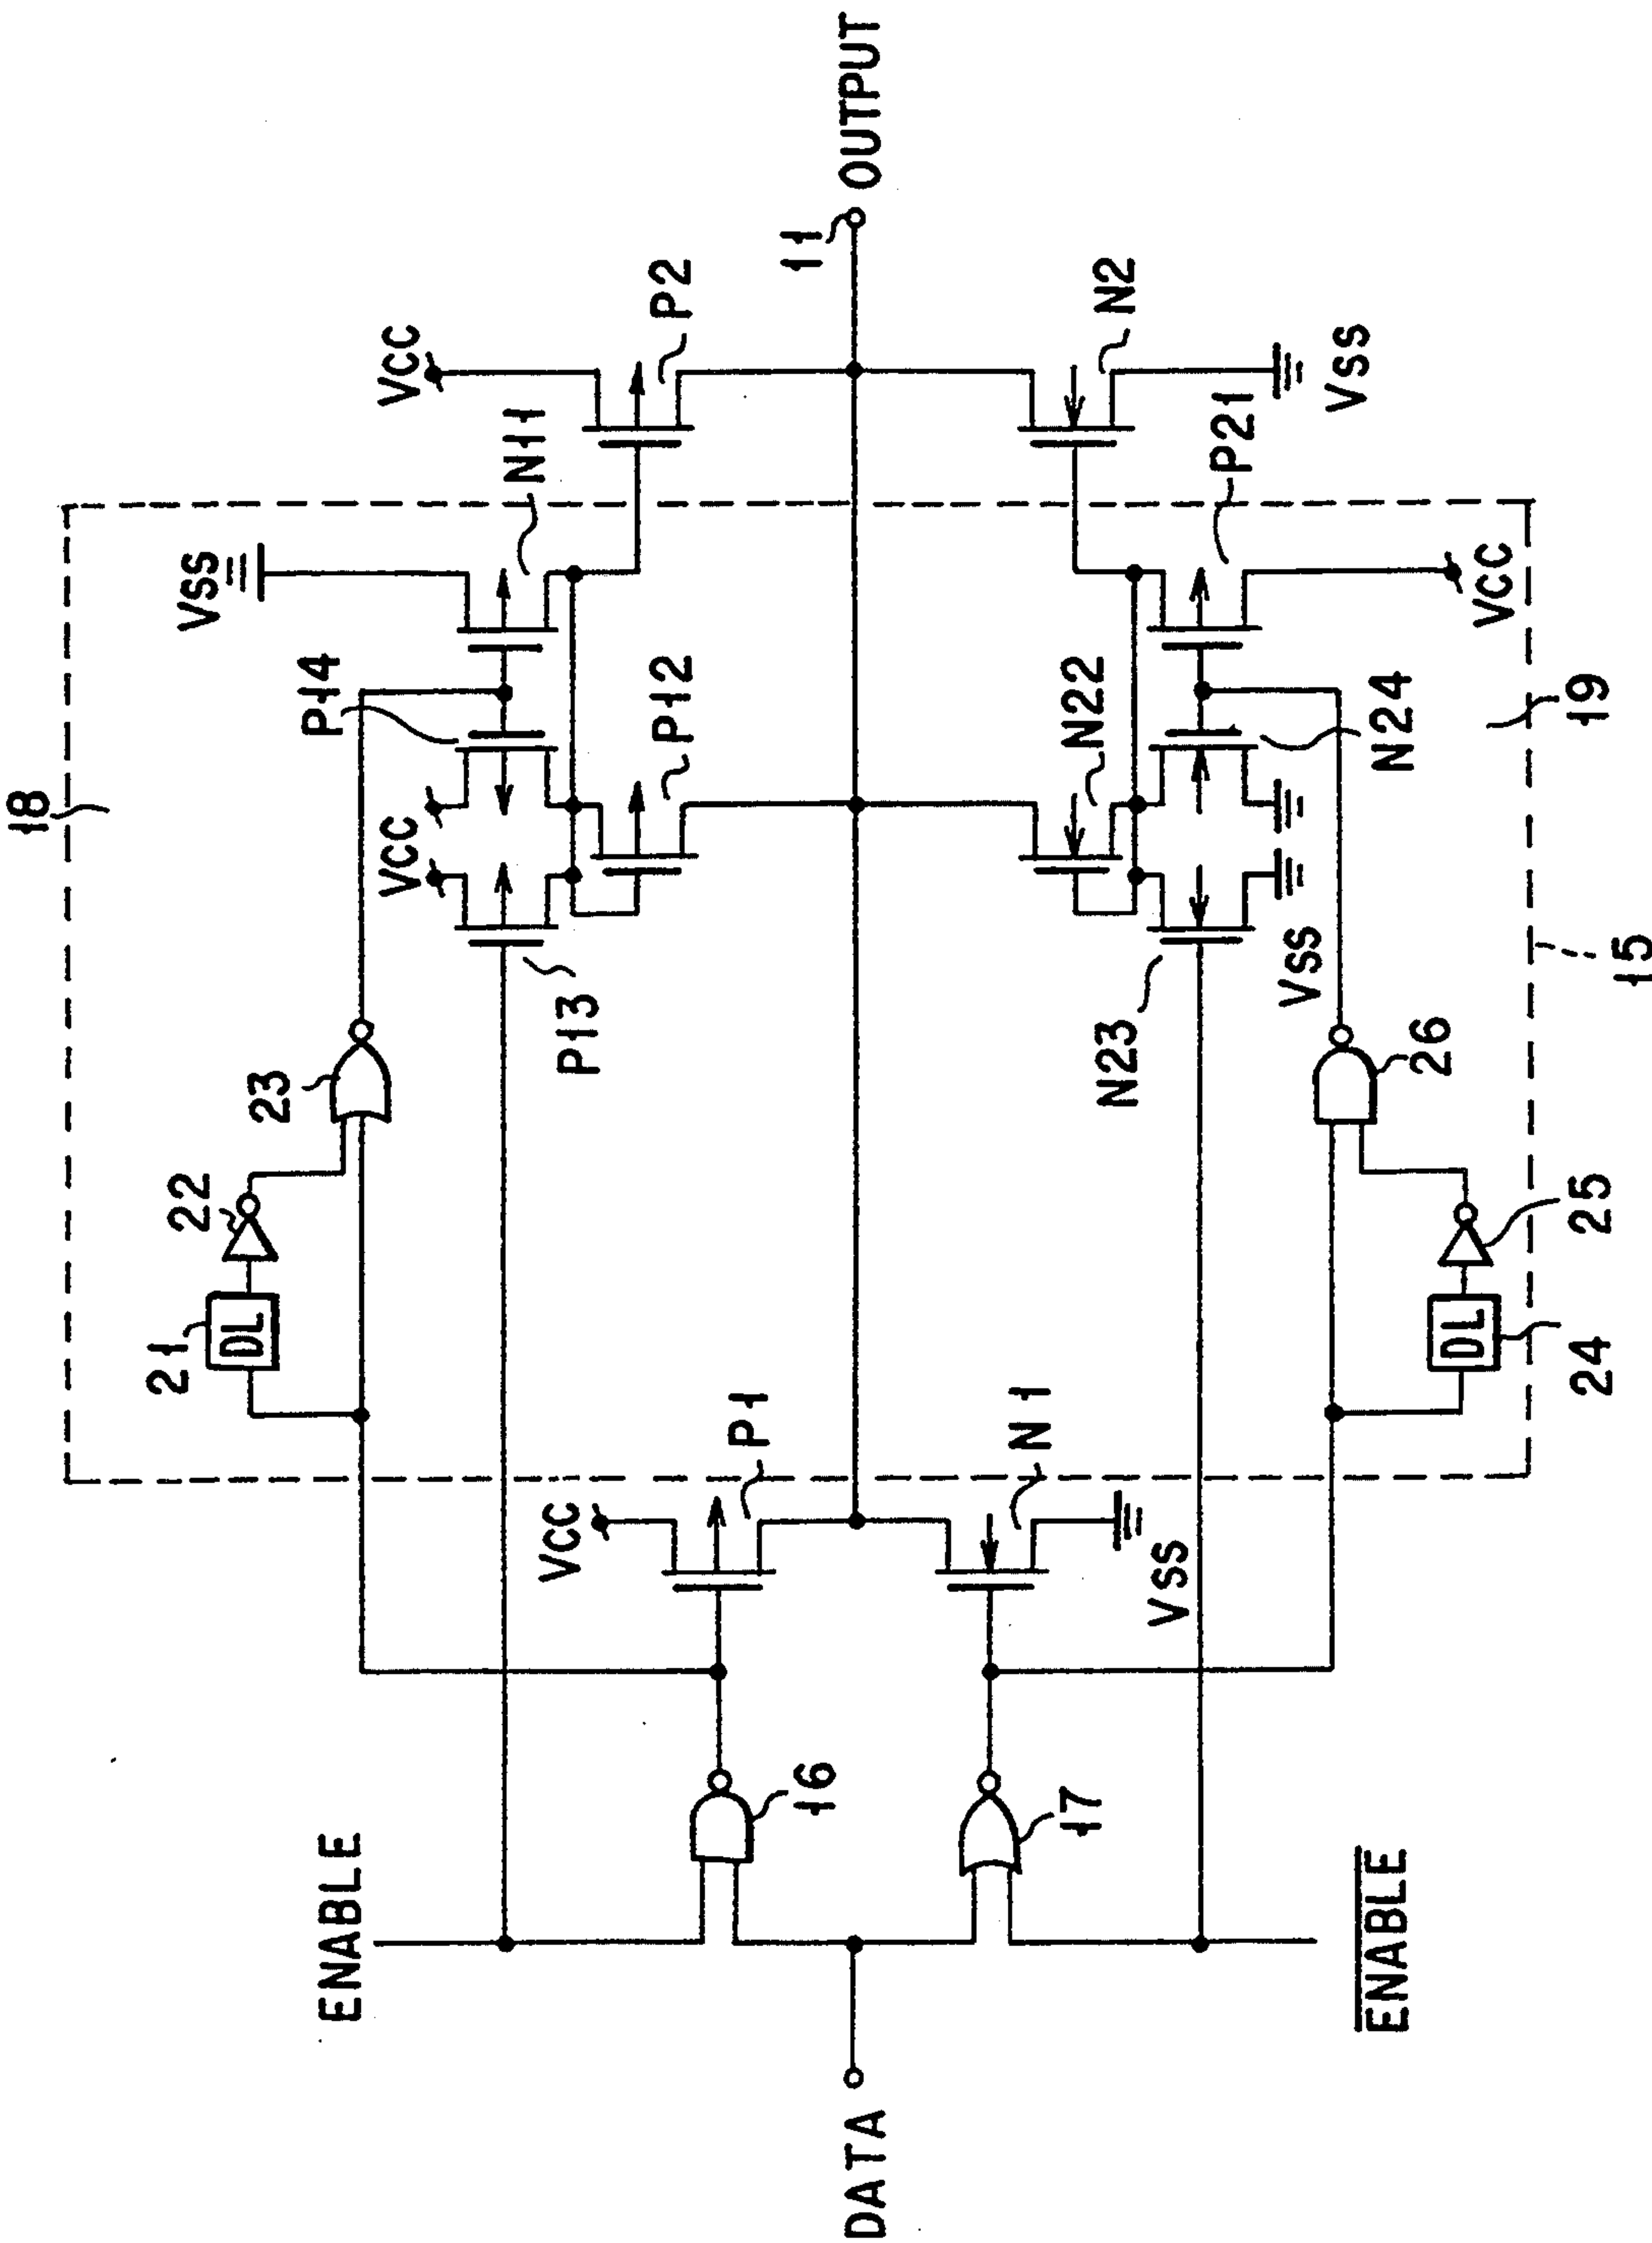 18
VSS
VCC
N11
P14
VCC
P2
P12
P13
23
22
21
DL
ENABLE
VCC
P1
16
DATA
11
OUTPUT
N1
VSS
17
ENABLE
N22
N2
VSS
P21
N24
N23
VSS
VCC
19
26
25
DL
24
15